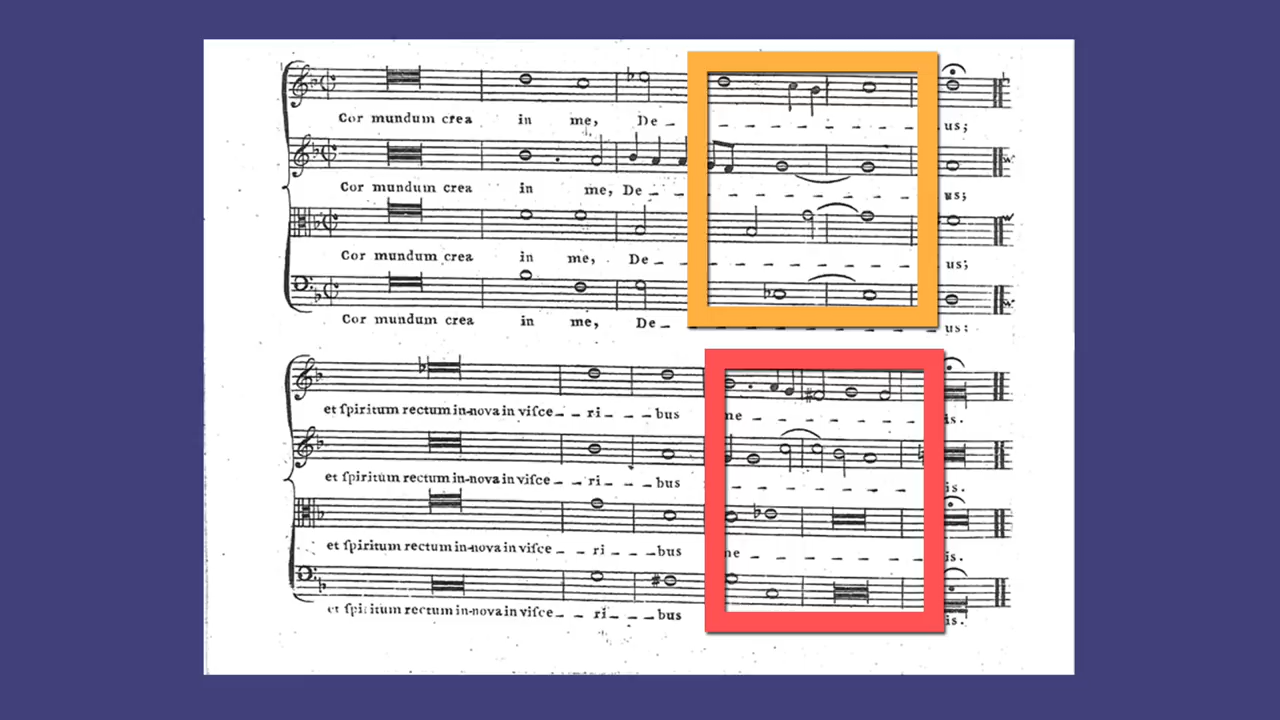 Cor mundum crea in me, De _ _ _ _ _ _ _ us;
Cor mundum crea in me, De _ _ _ _ _ _ _ us;
Cor mundum crea in me, De _ _ _ _ _ _ _ us;
Cor mundum crea in me, De _ us:
et ſpiritum rectum in-nova in viſce _ _ ri _ _ _ bus me _ _ _ _ _ _ is.
et ſpiritum rectum in-nova in viſce _ _ ri _ _ _ bus _ _ _ _ _ _ _ is.
et ſpiritum rectum in-nova in viſce _ _ ri _ _ _ bus me _ _ _ _ _ _ is.
et ſpiritum rectum in-nova in viſce _ _ ri _ _ _ bus is.